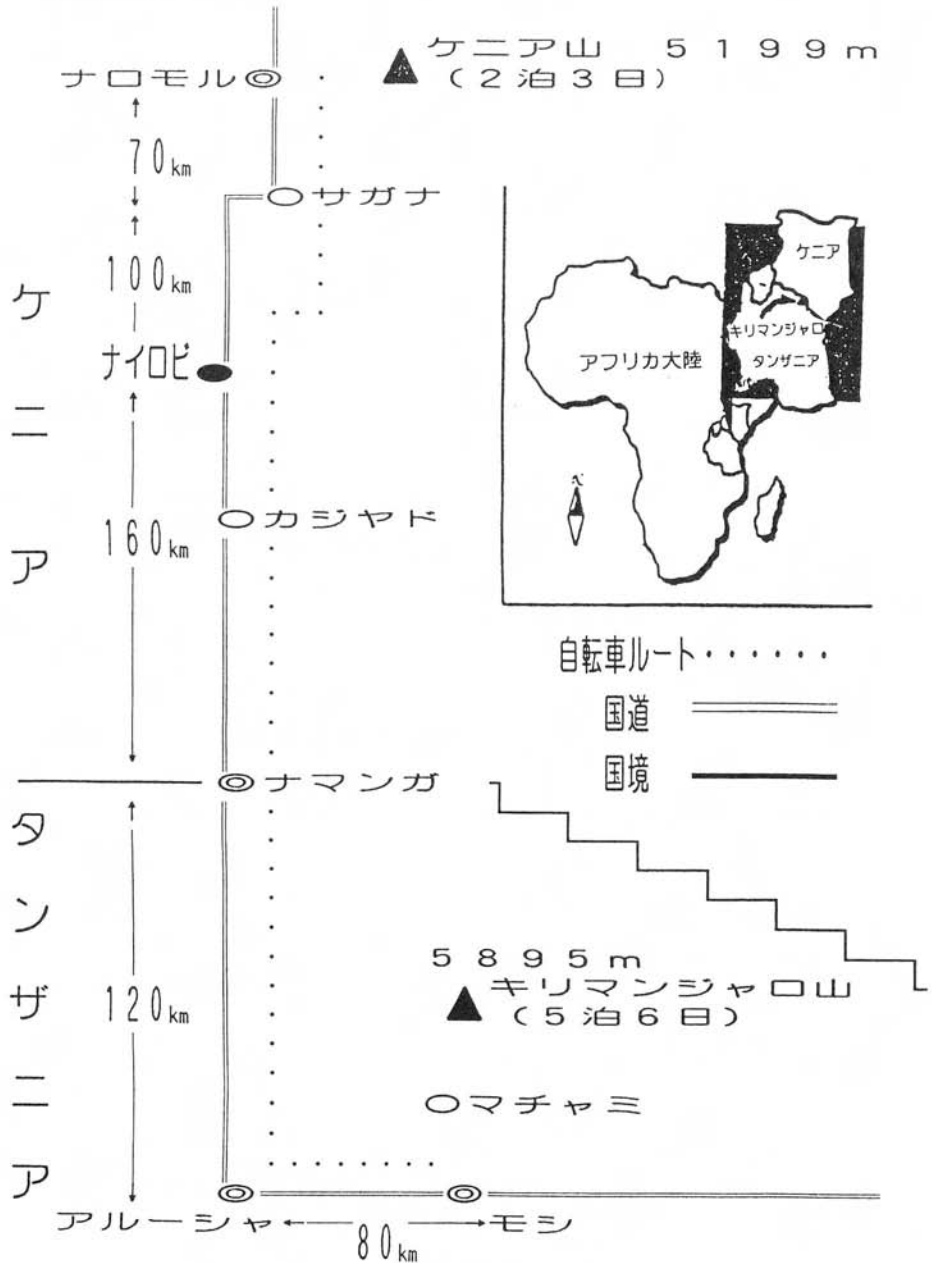 ケニア山 5199m
(2泊3日)
ナロモル
70km
サガナ
100km
ケニア
ナイロビ
カジヤド
160km
ナマンガ
ケニア
キリマンジャロ
アフリカ大陸
タンザニア
N
自転車ルート・・・・・・
国道
国境
タンザニア
120km
5895m
キリマンジャロ山
(5泊6日)
マチャミ
アルーシャ
80km
モシ